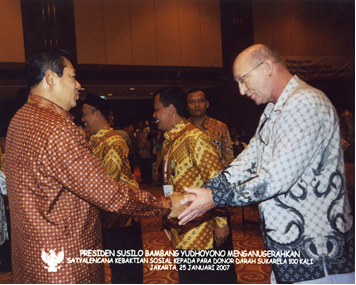 PRESIDEN SUSILO BAMBANG YUDHOYONO MENGANUGERAHKAN
SATYALENCANA KEBAKTIAN SOSIAL KEPADA PARA DONOR DARAH SUKARELA 100 KALI
JAKARTA, 25 JANUARI 2007